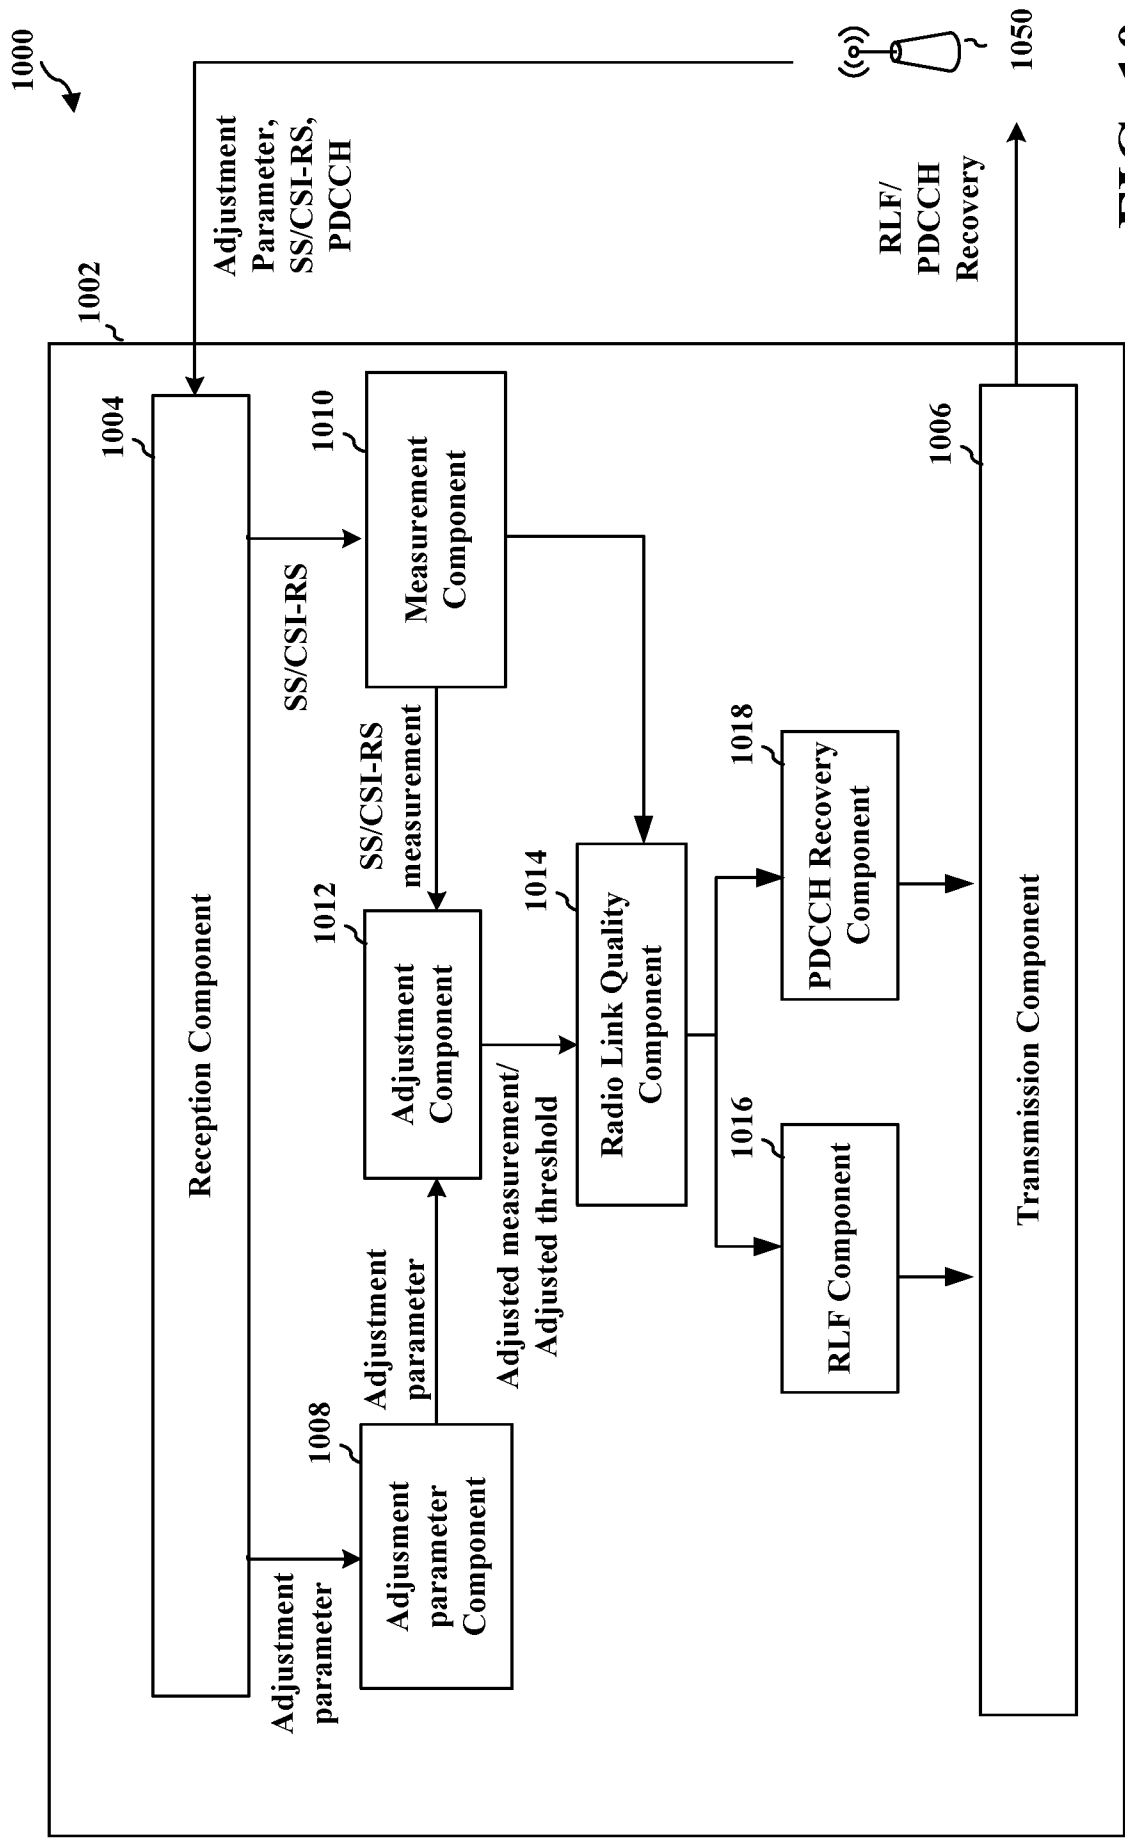 1000
1002
Adjustment
Parameter,
SS/CSI-RS,
PDCCH
1004
Reception Component
Adjustment
parameter
SS/CSI-RS
1008
Adjusment
parameter
Component
Adjustment
parameter
1012
Adjustment
Component
SS/CSI-RS
measurement
1010
Measurement
Component
Adjusted measurement/
Adjusted threshold
1014
Radio Link Quality
Component
1016
RLF Component
1018
PDCCH Recovery
Component
1006
Transmission Component
RLF/
PDCCH
Recovery
1050